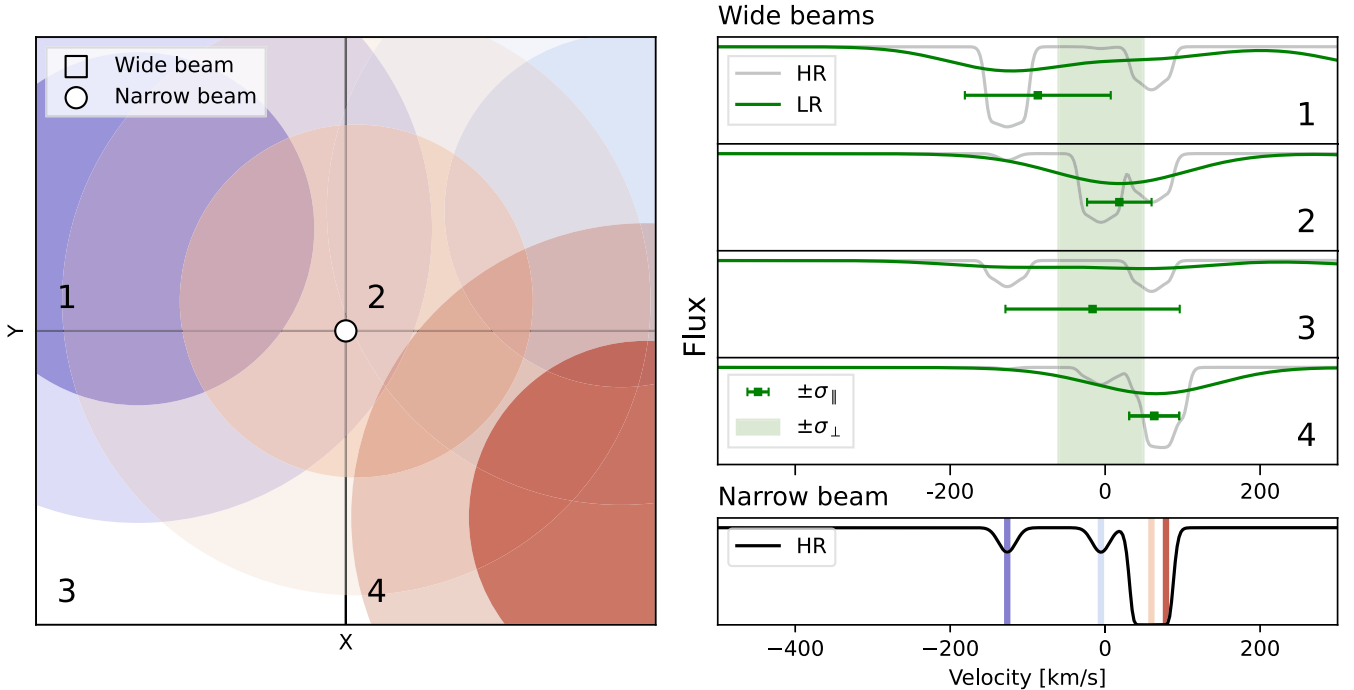 Wide beam
Narrow beam
1
2
3
4
Y
X
Wide beams
HR
LR
1
2
3
±σ∥
±σ⊥
4
Flux
-200
0
200
Narrow beam
HR
−400
−200
0
200
Velocity [km/s]